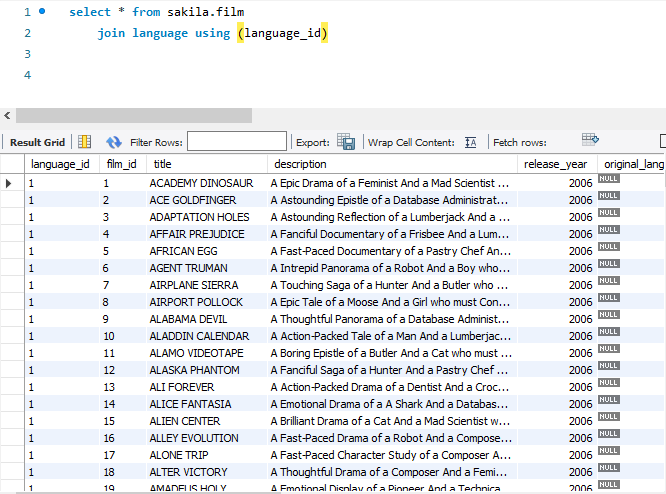 1 select * from sakila.film
2 join language using (language_id)
3
4
Result Grid Filter Rows: Export: Wrap Cell Content: Fetch rows:
language_id film_id title description release_year original_lang
1 1 ACADEMY DINOSAUR A Epic Drama of a Feminist And a Mad Scientist ... 2006 NULL
1 2 ACE GOLDFINGER A Astounding Epistle of a Database Administrat... 2006 NULL
1 3 ADAPTATION HOLES A Astounding Reflection of a Lumberjack And a ... 2006 NULL
1 4 AFFAIR PREJUDICE A Fanciful Documentary of a Frisbee And a Lum... 2006 NULL
1 5 AFRICAN EGG A Fast-Paced Documentary of a Pastry Chef An... 2006 NULL
1 6 AGENT TRUMAN A Intrepid Panorama of a Robot And a Boy who... 2006 NULL
1 7 AIRPLANE SIERRA A Touching Saga of a Hunter And a Butler who ... 2006 NULL
1 8 AIRPORT POLLOCK A Epic Tale of a Moose And a Girl who must Con... 2006 NULL
1 9 ALABAMA DEVIL A Thoughtful Panorama of a Database Administ... 2006 NULL
1 10 ALADDIN CALENDAR A Action-Packed Tale of a Man And a Lumberjac... 2006 NULL
1 11 ALAMO VIDEOTAPE A Boring Epistle of a Butler And a Cat who must ... 2006 NULL
1 12 ALASKA PHANTOM A Fanciful Saga of a Hunter And a Pastry Chef ... 2006 NULL
1 13 ALI FOREVER A Action-Packed Drama of a Dentist And a Croc... 2006 NULL
1 14 ALICE FANTASIA A Emotional Drama of a A Shark And a Databas... 2006 NULL
1 15 ALIEN CENTER A Brilliant Drama of a Cat And a Mad Scientist w... 2006 NULL
1 16 ALLEY EVOLUTION A Fast-Paced Drama of a Robot And a Compose... 2006 NULL
1 17 ALONE TRIP A Fast-Paced Character Study of a Composer A... 2006 NULL
1 18 ALTER VICTORY A Thoughtful Drama of a Composer And a Femi... 2006 NULL
1 19 AMADEUS HOLY A Emotional Display of a Pioneer And a Technica... 2006 NULL